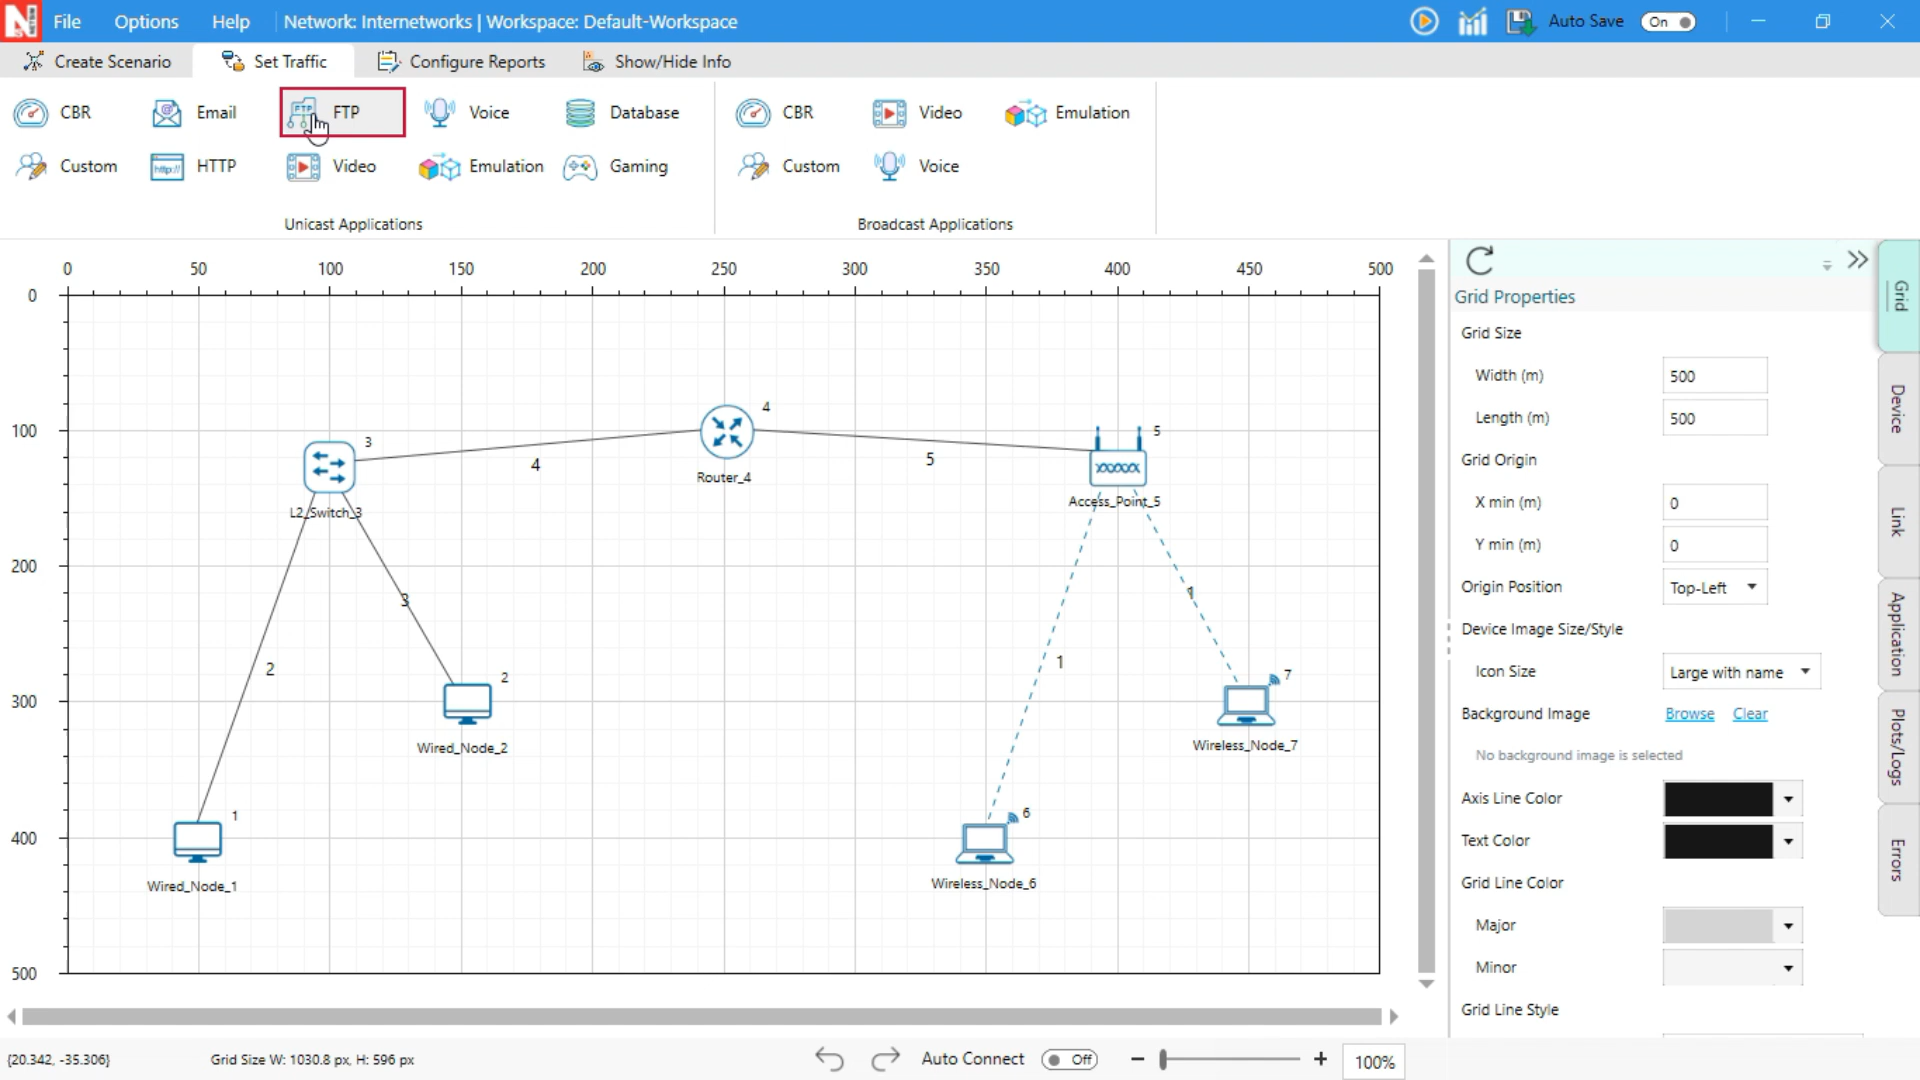 File Options Help Network: Internetworks | Workspace: Default-Workspace Auto Save On
Create Scenario Set Traffic Configure Reports Show/Hide Info
CBR Email FTP Voice Database CBR Video Emulation
Custom HTTP Video Emulation Gaming Custom Voice
Unicast Applications Broadcast Applications
0 50 100 150 200 250 300 350 400 450 500
0
100
200
300
400
500
3
L2_Switch_3
4
4
Router_4
5
5
Access_Point_5
2
3
1
1
2
Wired_Node_2
7
Wireless_Node_7
1
Wired_Node_1
6
Wireless_Node_6
Grid Properties
Grid Size
Width (m) 500
Length (m) 500
Grid Origin
X min (m) 0
Y min (m) 0
Origin Position Top-Left
Device Image Size/Style
Icon Size Large with name
Background Image Browse Clear
No background image is selected
Axis Line Color
Text Color
Grid Line Color
Major
Minor
Grid Line Style
Grid
Device
Link
Application
Plots/Logs
Errors
{20.342, -35.306} Grid Size W: 1030.8 px, H: 596 px Auto Connect Off 100%